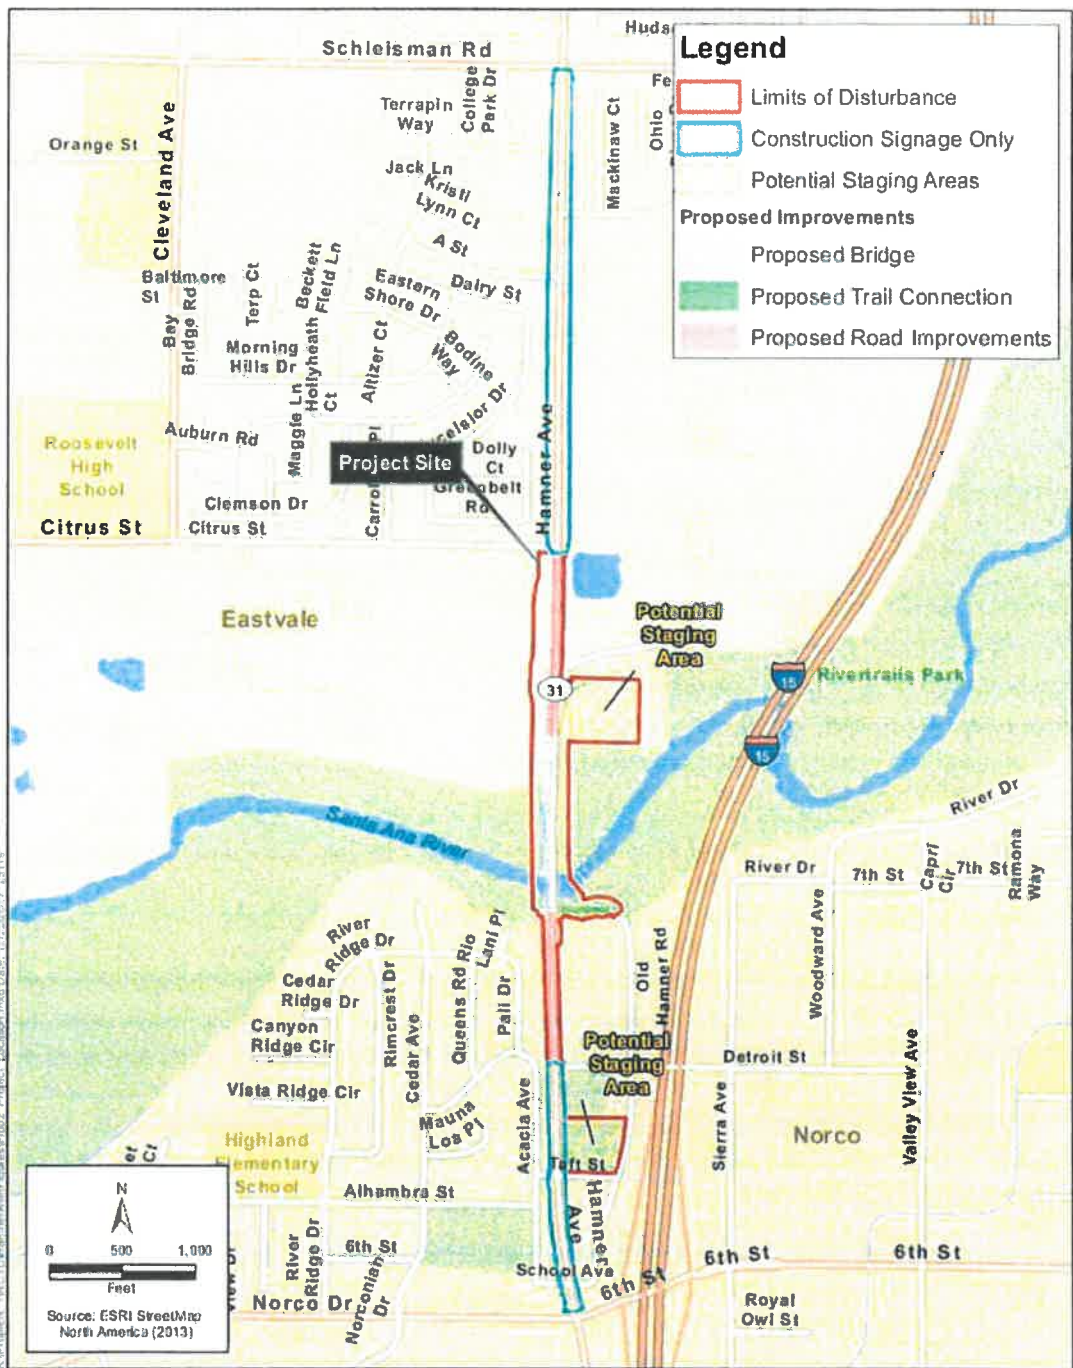 Schleisman Rd
Legend
Limits of Disturbance
Construction Signage Only
Potential Staging Areas
Proposed Improvements
Proposed Bridge
Proposed Trail Connection
Proposed Road Improvements
Orange St
Cleveland Ave
Terrapin
Way
College
Park Dr
Mackinaw Ct
Ohio
Fe
Jack Ln
Kristi
Lynn Ct
A St
Baltimore
St
Bay
Bridge Rd
Terp Ct
Beckett
Field Ln
Eastern
Shore Dr
Dairy St
Morning
Hills Dr
Hollyheath
Ct
Altizer Ct
Bodine
Way
Maggie Ln
Auburn Rd
celsior Dr
Roosevelt
High
School
Project Site
Dolly
Ct
Greenbelt
Rd
Hamner Ave
Clemson Dr
Citrus St
Citrus St
Eastvale
Potential
Staging
Area
31
15
15
Rivertrails Park
Santa Ana River
River Dr
River Dr
7th St
Capri
Cir
7th St
Ramona
Way
River
Ridge Dr
Cedar
Ridge Dr
Canyon
Ridge Cir
Vista Ridge Cir
Rimcrest Dr
Cedar Ave
Queens Rd
Rio
Lani Pl
Pali Dr
Old
Hamner Rd
Woodward Ave
Potential
Staging
Area
Detroit St
Valley View Ave
Sierra Ave
Norco
Mauna
Loa Pl
Acacia Ave
Highland
Elementary
School
Taft St
Alhambra St
Hamner
Ave
6th St
River
Ridge Dr
Norconian
Dr
Norco Dr
School Ave
6th St
6th St
6th St
Royal
Owl St
N
0 500 1,000
Feet
Source: ESRI StreetMap
North America (2013)